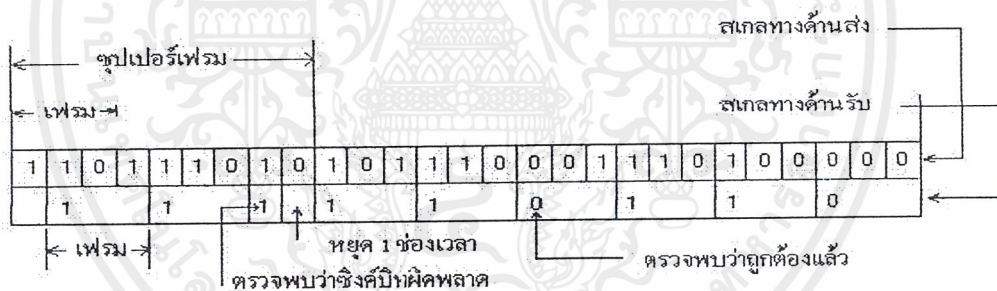 สเกลทางด้านส่ง
ซุปเปอร์เฟรม
เฟรม
สเกลทางด้านรับ
1 1 0 1 1 1 0 1 0 1 0 1 1 1 0 0 0 1 1 1 0 1 0 0 0 0 0
1 1 1 1 1 0 1 1 0
เฟรม
หยุด 1 ช่องเวลา
ตรวจพบว่าถูกต้องแล้ว
ตรวจพบว่าซิงค์บิทผิดพลาด